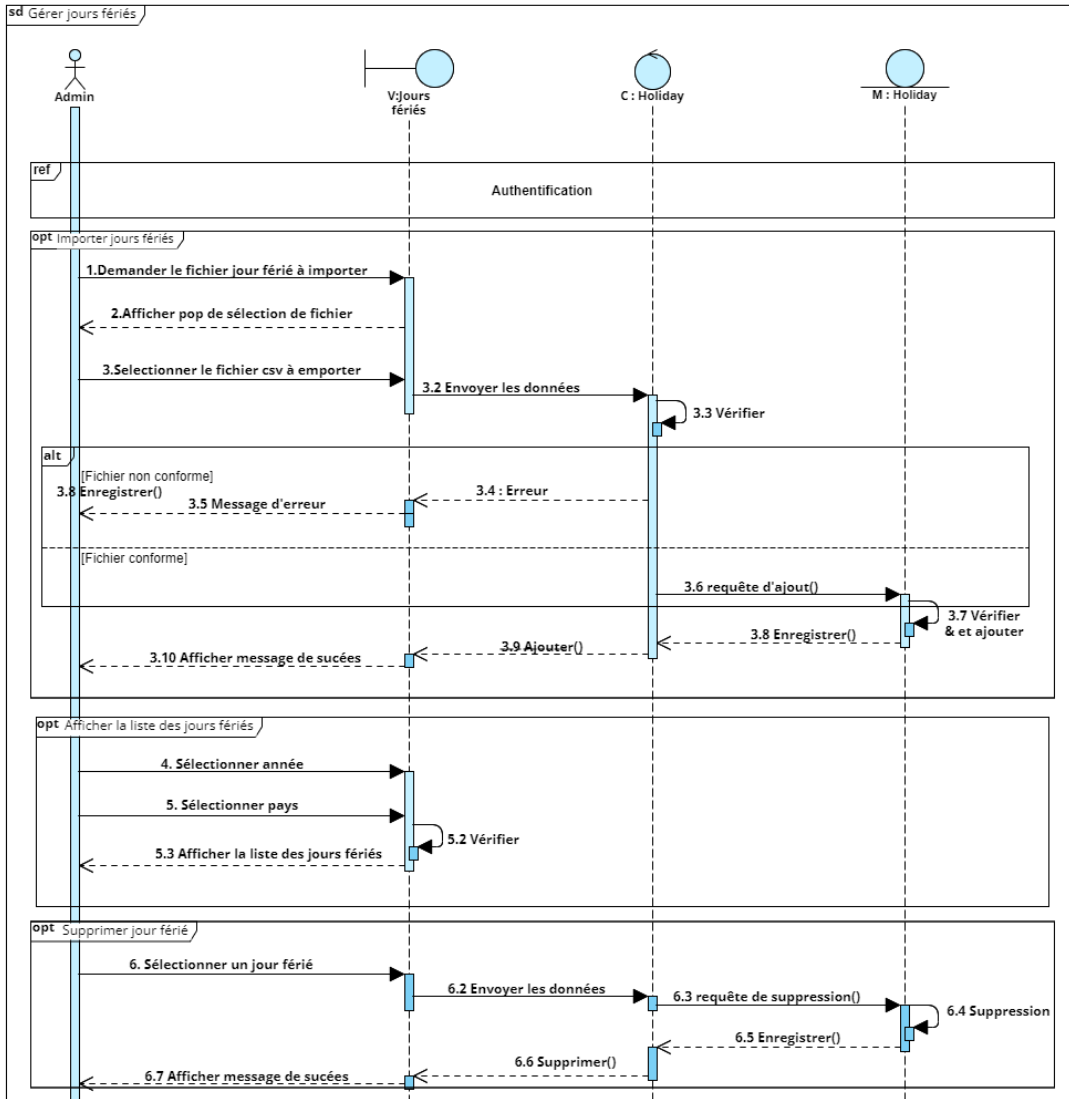 sd Gérer jours fériés
Admin
V:Jours
fériés
C : Holiday
M : Holiday
ref
Authentification
opt Importer jours fériés
1.Demander le fichier jour férié à importer
2.Afficher pop de sélection de fichier
3.Selectionner le fichier csv à emporter
3.2 Envoyer les données
3.3 Vérifier
alt
[Fichier non conforme]
3.8 Enregistrer()
3.4 : Erreur
3.5 Message d'erreur
[Fichier conforme]
3.6 requête d'ajout()
3.7 Vérifier
& et ajouter
3.8 Enregistrer()
3.9 Ajouter()
3.10 Afficher message de sucées
opt Afficher la liste des jours fériés
4. Sélectionner année
5. Sélectionner pays
5.2 Vérifier
5.3 Afficher la liste des jours fériés
opt Supprimer jour férié
6. Sélectionner un jour férié
6.2 Envoyer les données
6.3 requête de suppression()
6.4 Suppression
6.5 Enregistrer()
6.6 Supprimer()
6.7 Afficher message de sucées